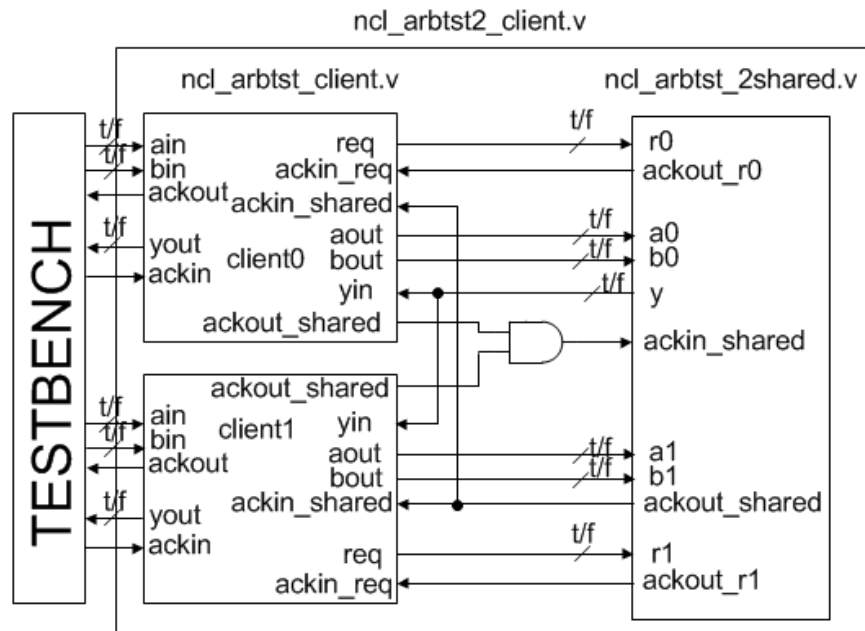 ncl_arbtst2_client.v
ncl_arbtst_client.v
ncl_arbtst_2shared.v
TESTBENCH
t/f
ain
t/f
bin
ackout
t/f
yout
ackin
client0
req
ackin_req
ackin_shared
aout
bout
yin
ackout_shared
t/f
t/f
t/f
t/f
r0
ackout_r0
a0
b0
y
ackin_shared
t/f
ain
t/f
bin
ackout
t/f
yout
ackin
client1
ackout_shared
yin
aout
bout
ackin_shared
req
ackin_req
t/f
t/f
t/f
a1
b1
ackout_shared
r1
ackout_r1